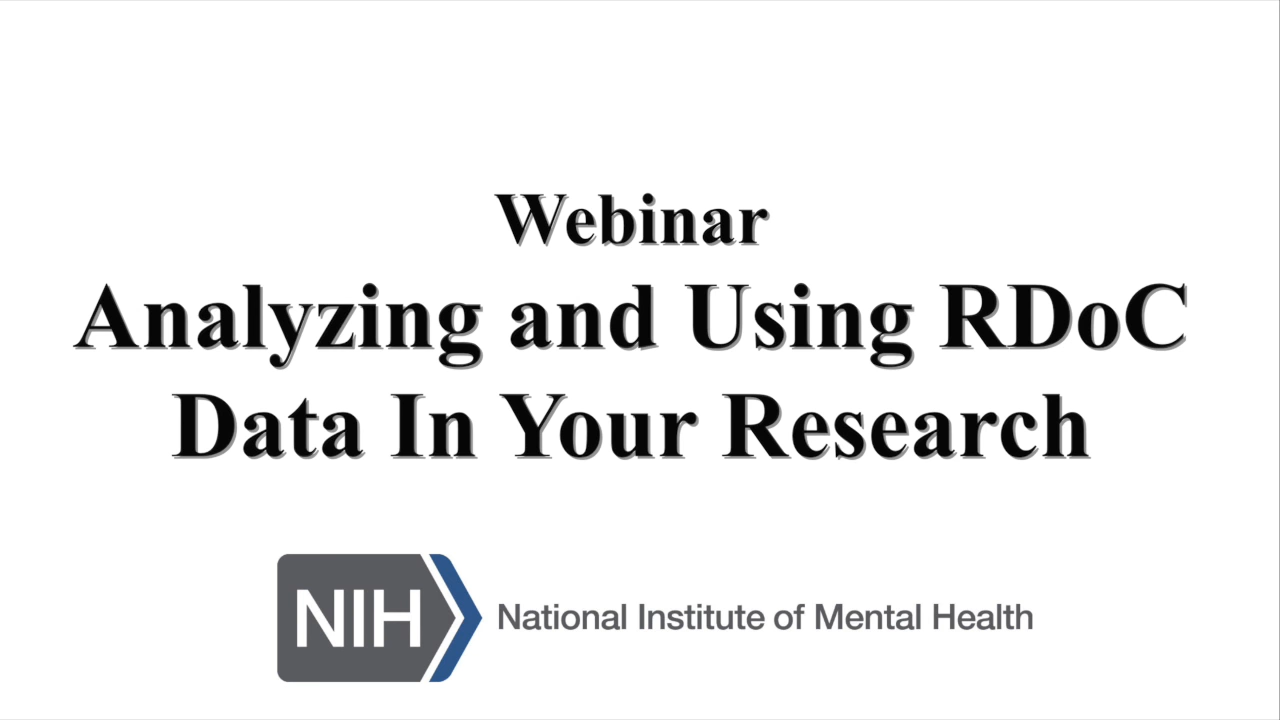 Webinar
Analyzing and Using RDoC
Data In Your Research
NIH National Institute of Mental Health